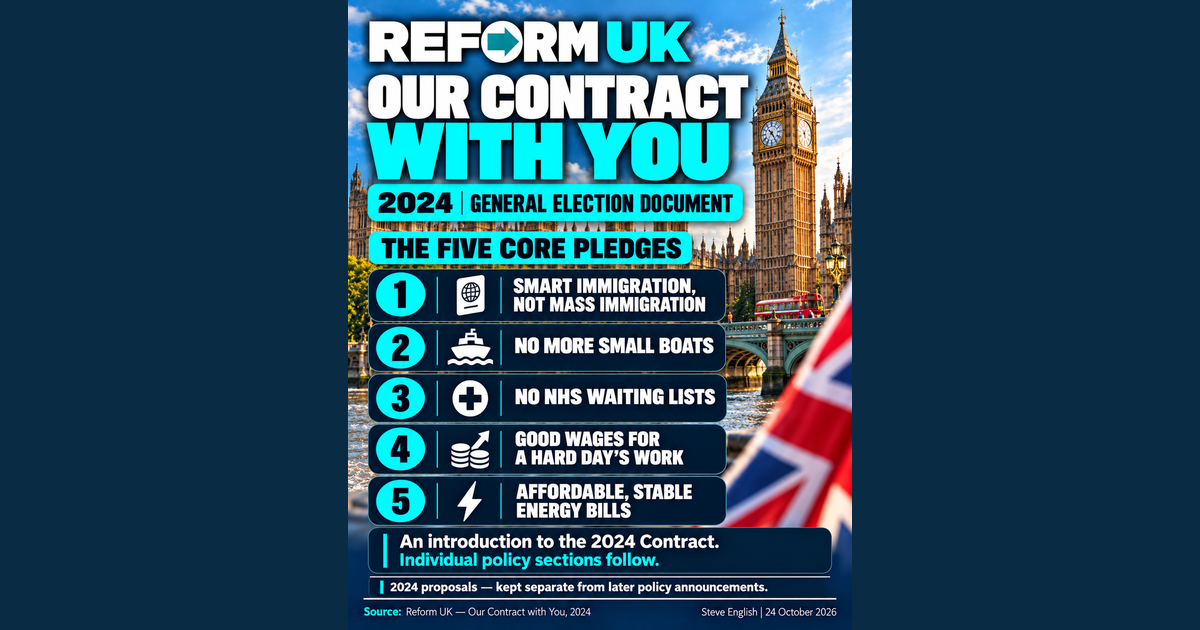 REFORM UK
OUR CONTRACT
WITH YOU
2024 | GENERAL ELECTION DOCUMENT
THE FIVE CORE PLEDGES
1
SMART IMMIGRATION,
NOT MASS IMMIGRATION
2
NO MORE SMALL BOATS
3
NO NHS WAITING LISTS
4
GOOD WAGES FOR
A HARD DAY'S WORK
5
AFFORDABLE, STABLE
ENERGY BILLS
An introduction to the 2024 Contract.
Individual policy sections follow.
2024 proposals — kept separate from later policy announcements.
Source: Reform UK — Our Contract with You, 2024
Steve English | 24 October 2026